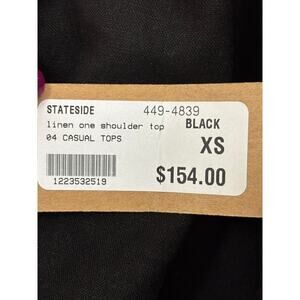 STATESIDE 449-4839
linen one shoulder top BLACK
04 CASUAL TOPS XS
$154.00
1223532519